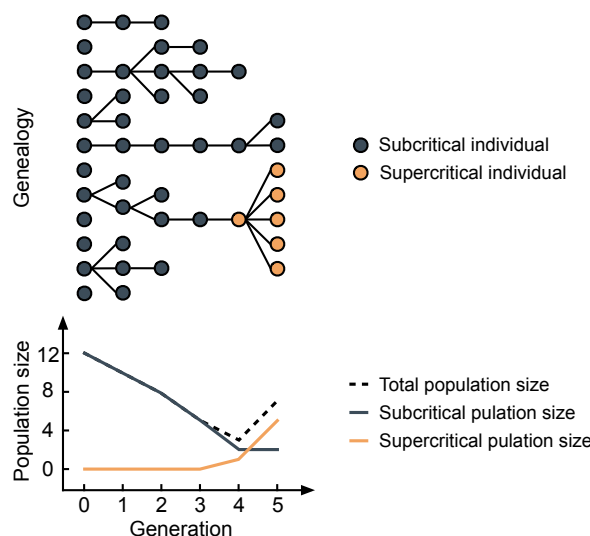 Genealogy
Subcritical individual
Supercritical individual
Population size
12
8
4
0
Total population size
Subcritical pulation size
Supercritical pulation size
0 1 2 3 4 5
Generation